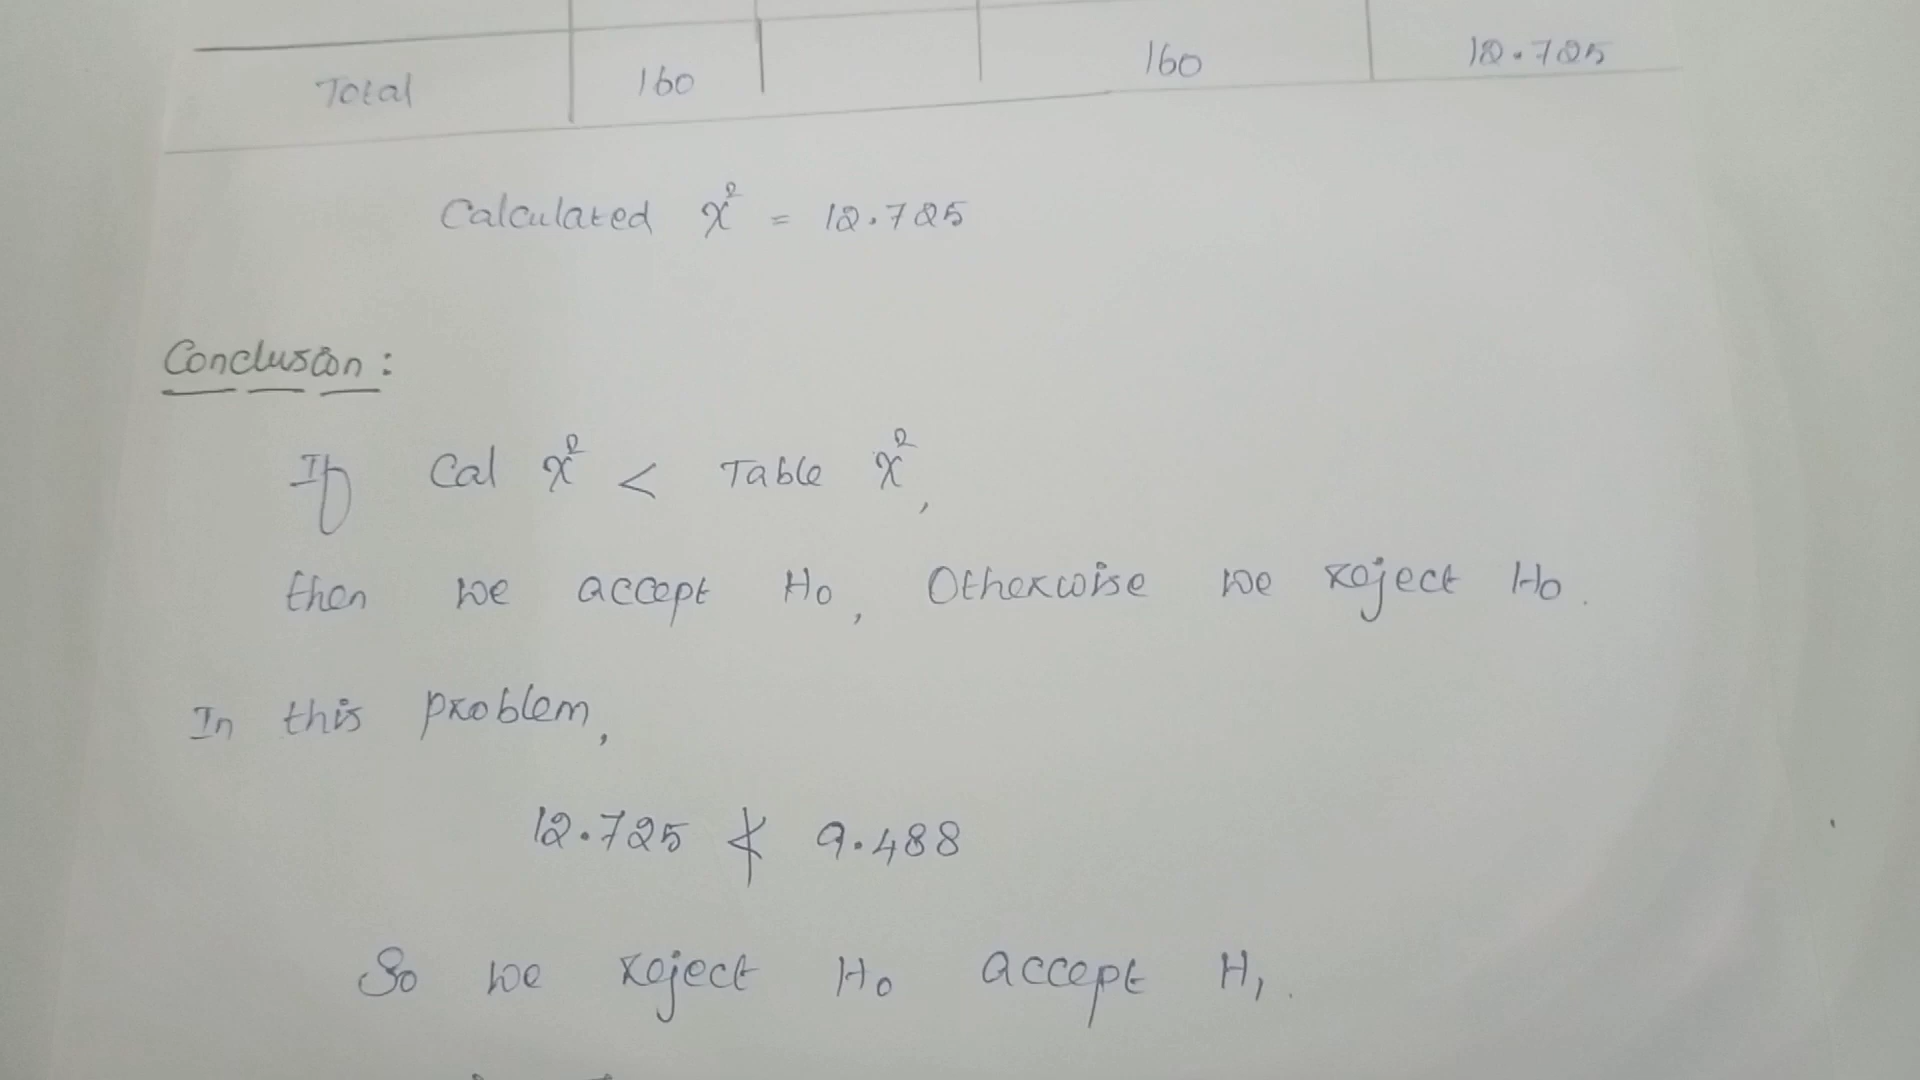 Total 160 160 12.725
Calculated χ² = 12.725
Conclusion:
If Cal χ² < Table χ²,
then we accept H₀, Otherwise we reject H₀.
In this problem,
12.725 ≮ 9.488
So we reject H₀ accept H₁.